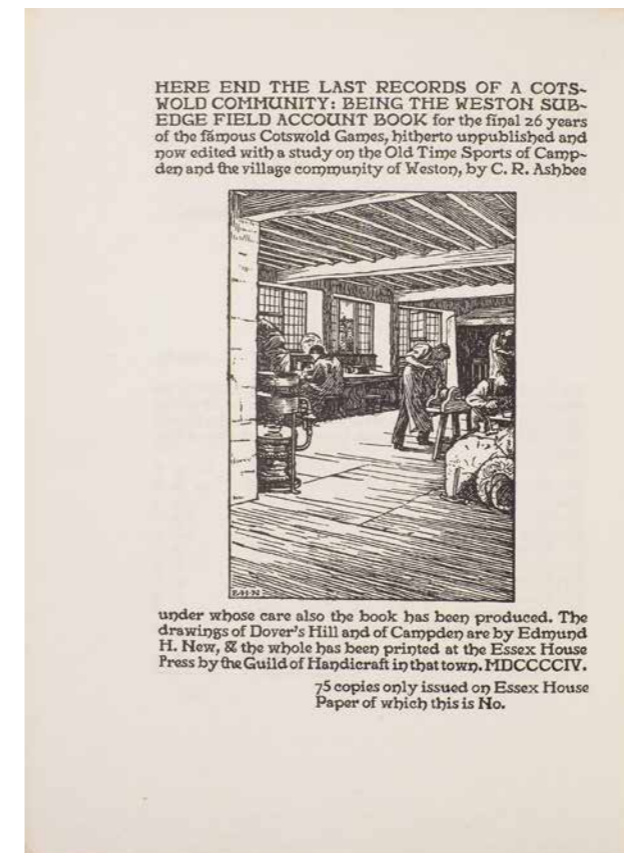 HERE END THE LAST RECORDS OF A COTS-
WOLD COMMUNITY: BEING THE WESTON SUB-
EDGE FIELD ACCOUNT BOOK for the final 26 years
of the famous Cotswold Games, hitherto unpublished and
now edited with a study on the Old Time Sports of Camp-
den and the village community of Weston, by C. R. Ashbee
E.H.N
under whose care also the book has been produced. The
drawings of Dover's Hill and of Campden are by Edmund
H. New, & the whole has been printed at the Essex House
Press by the Guild of Handicraft in that town. MDCCCCIV.
75 copies only issued on Essex House
Paper of which this is No.